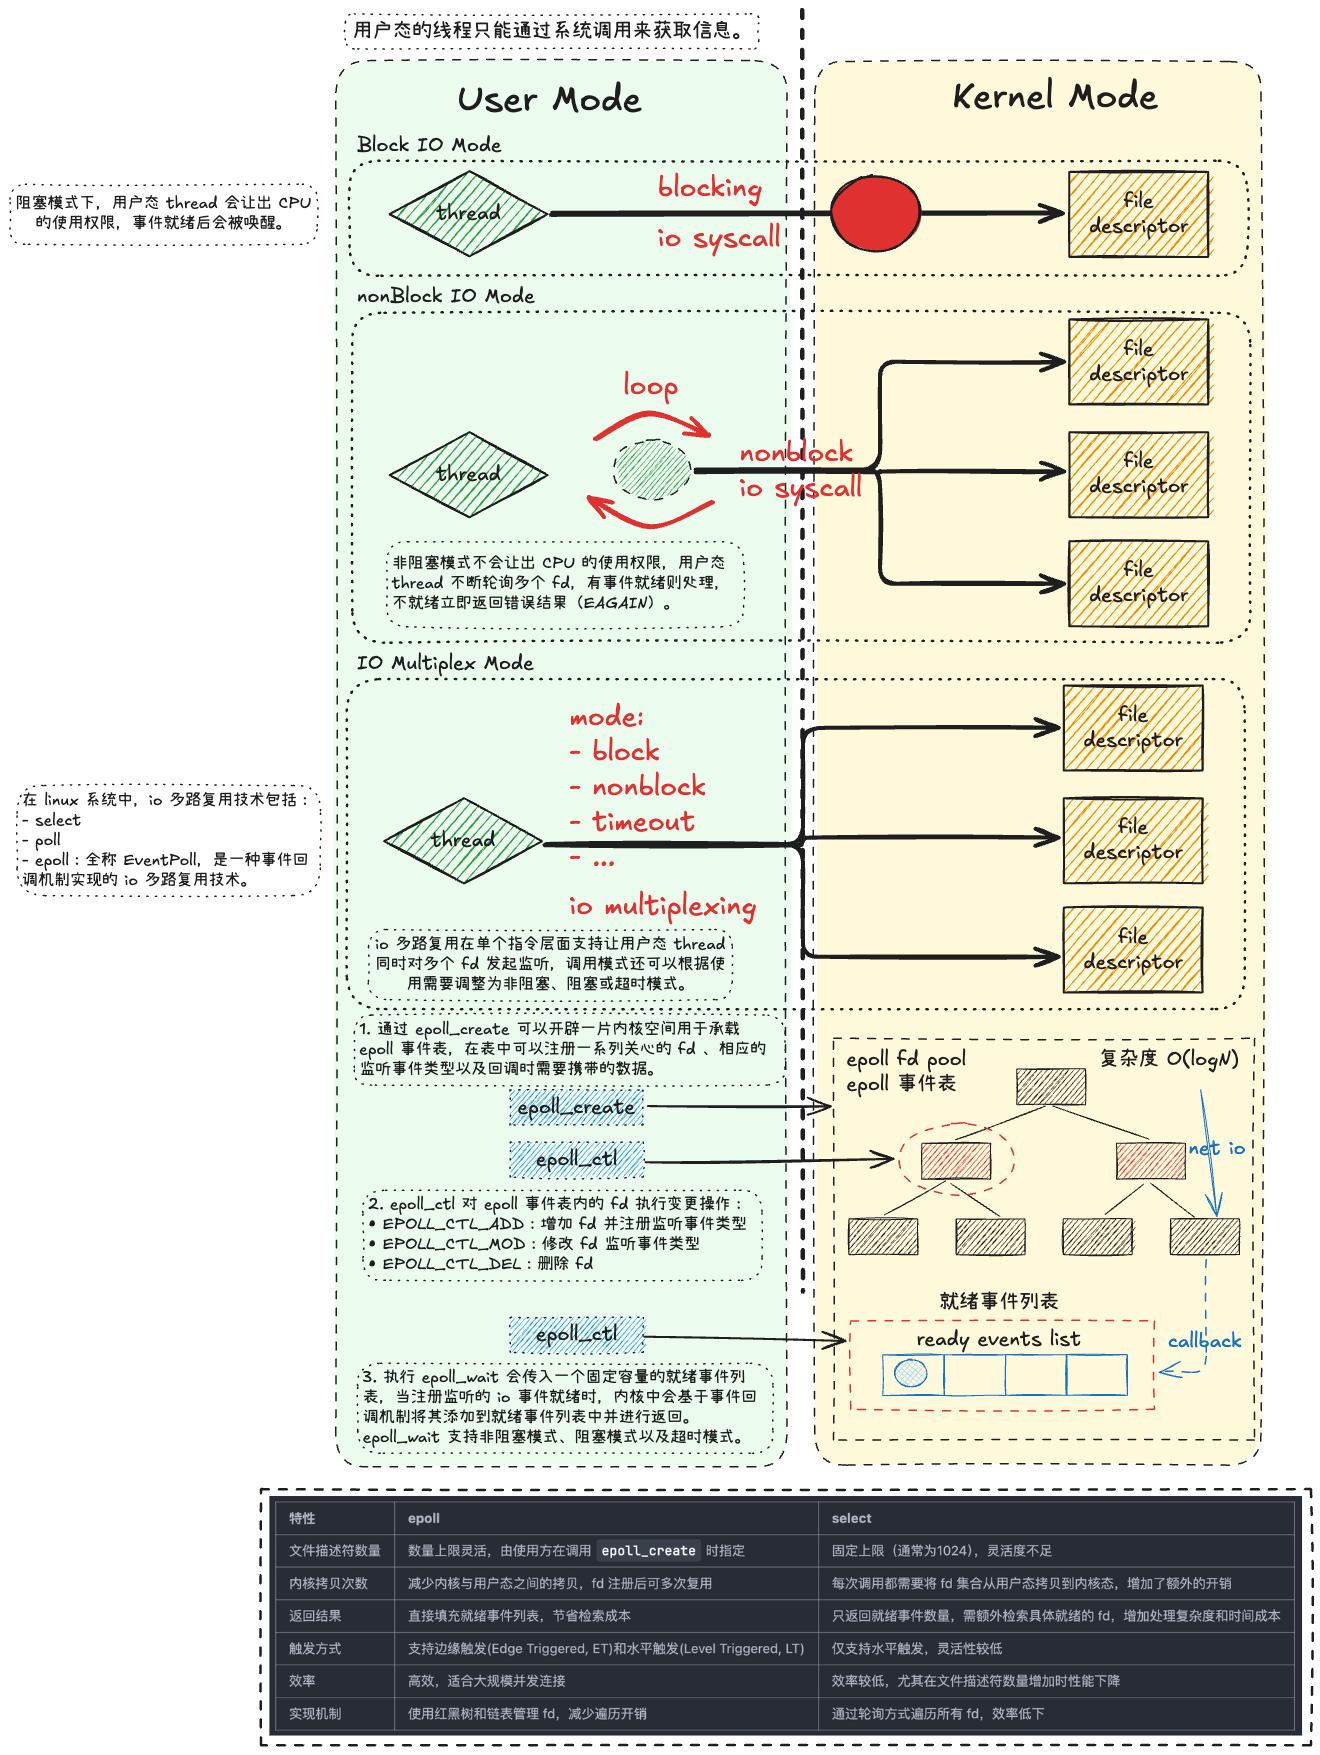 用户态的线程只能通过系统调用来获取信息。
User Mode
Kernel Mode
Block IO Mode
阻塞模式下，用户态 thread 会让出 CPU
的使用权限，事件就绪后会被唤醒。
thread
blocking
io syscall
file
descriptor
nonBlock IO Mode
loop
thread
nonblock
io syscall
file
descriptor
file
descriptor
file
descriptor
非阻塞模式不会让出 CPU 的使用权限，用户态
thread 不断轮询多个 fd，有事件就绪则处理，
不就绪立即返回错误结果（EAGAIN）。
IO Multiplex Mode
mode:
- block
- nonblock
- timeout
- ...
io multiplexing
thread
file
descriptor
file
descriptor
file
descriptor
在 linux 系统中，io 多路复用技术包括：
- select
- poll
- epoll：全称 EventPoll，是一种事件回
调机制实现的 io 多路复用技术。
io 多路复用在单个指令层面支持让用户态 thread
同时对多个 fd 发起监听，调用模式还可以根据使
用需要调整为非阻塞、阻塞或超时模式。
1. 通过 epoll_create 可以开辟一片内核空间用于承载
epoll 事件表，在表中可以注册一系列关心的 fd 、相应的
监听事件类型以及回调时需要携带的数据。
epoll_create
epoll_ctl
epoll fd pool
epoll 事件表
复杂度 O(logN)
net io
2. epoll_ctl 对 epoll 事件表内的 fd 执行变更操作：
• EPOLL_CTL_ADD：增加 fd 并注册监听事件类型
• EPOLL_CTL_MOD：修改 fd 监听事件类型
• EPOLL_CTL_DEL：删除 fd
epoll_ctl
就绪事件列表
ready events list
callback
3. 执行 epoll_wait 会传入一个固定容量的就绪事件列
表，当注册监听的 io 事件就绪时，内核中会基于事件回
调机制将其添加到就绪事件列表中并进行返回。
epoll_wait 支持非阻塞模式、阻塞模式以及超时模式。
特性 epoll select
文件描述符数量 数量上限灵活，由使用方在调用 epoll_create 时指定 固定上限（通常为1024），灵活度不足
内核拷贝次数 减少内核与用户态之间的拷贝，fd 注册后可多次复用 每次调用都需要将 fd 集合从用户态拷贝到内核态，增加了额外的开销
返回结果 直接填充就绪事件列表，节省检索成本 只返回就绪事件数量，需额外检索具体就绪的 fd，增加处理复杂度和时间成本
触发方式 支持边缘触发(Edge Triggered, ET)和水平触发(Level Triggered, LT) 仅支持水平触发，灵活性较低
效率 高效，适合大规模并发连接 效率较低，尤其在文件描述符数量增加时性能下降
实现机制 使用红黑树和链表管理 fd，减少遍历开销 通过轮询方式遍历所有 fd，效率低下